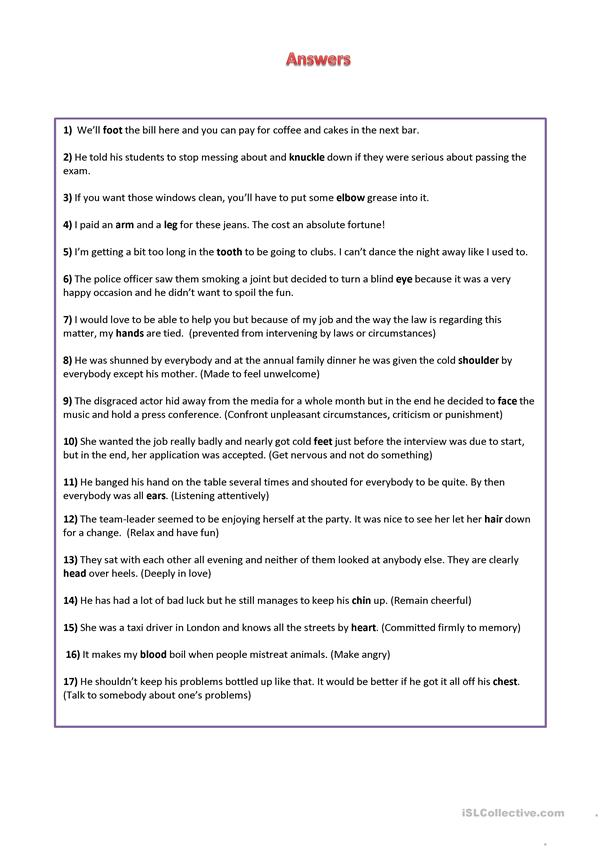 Answers
1) We'll foot the bill here and you can pay for coffee and cakes in the next bar.
2) He told his students to stop messing about and knuckle down if they were serious about passing the
exam.
3) If you want those windows clean, you'll have to put some elbow grease into it.
4) I paid an arm and a leg for these jeans. The cost an absolute fortune!
5) I'm getting a bit too long in the tooth to be going to clubs. I can't dance the night away like I used to.
6) The police officer saw them smoking a joint but decided to turn a blind eye because it was a very
happy occasion and he didn't want to spoil the fun.
7) I would love to be able to help you but because of my job and the way the law is regarding this
matter, my hands are tied. (prevented from intervening by laws or circumstances)
8) He was shunned by everybody and at the annual family dinner he was given the cold shoulder by
everybody except his mother. (Made to feel unwelcome)
9) The disgraced actor hid away from the media for a whole month but in the end he decided to face the
music and hold a press conference. (Confront unpleasant circumstances, criticism or punishment)
10) She wanted the job really badly and nearly got cold feet just before the interview was due to start,
but in the end, her application was accepted. (Get nervous and not do something)
11) He banged his hand on the table several times and shouted for everybody to be quite. By then
everybody was all ears. (Listening attentively)
12) The team-leader seemed to be enjoying herself at the party. It was nice to see her let her hair down
for a change. (Relax and have fun)
13) They sat with each other all evening and neither of them looked at anybody else. They are clearly
head over heels. (Deeply in love)
14) He has had a lot of bad luck but he still manages to keep his chin up. (Remain cheerful)
15) She was a taxi driver in London and knows all the streets by heart. (Committed firmly to memory)
16) It makes my blood boil when people mistreat animals. (Make angry)
17) He shouldn't keep his problems bottled up like that. It would be better if he got it all off his chest.
(Talk to somebody about one's problems)
iSLCollective.com